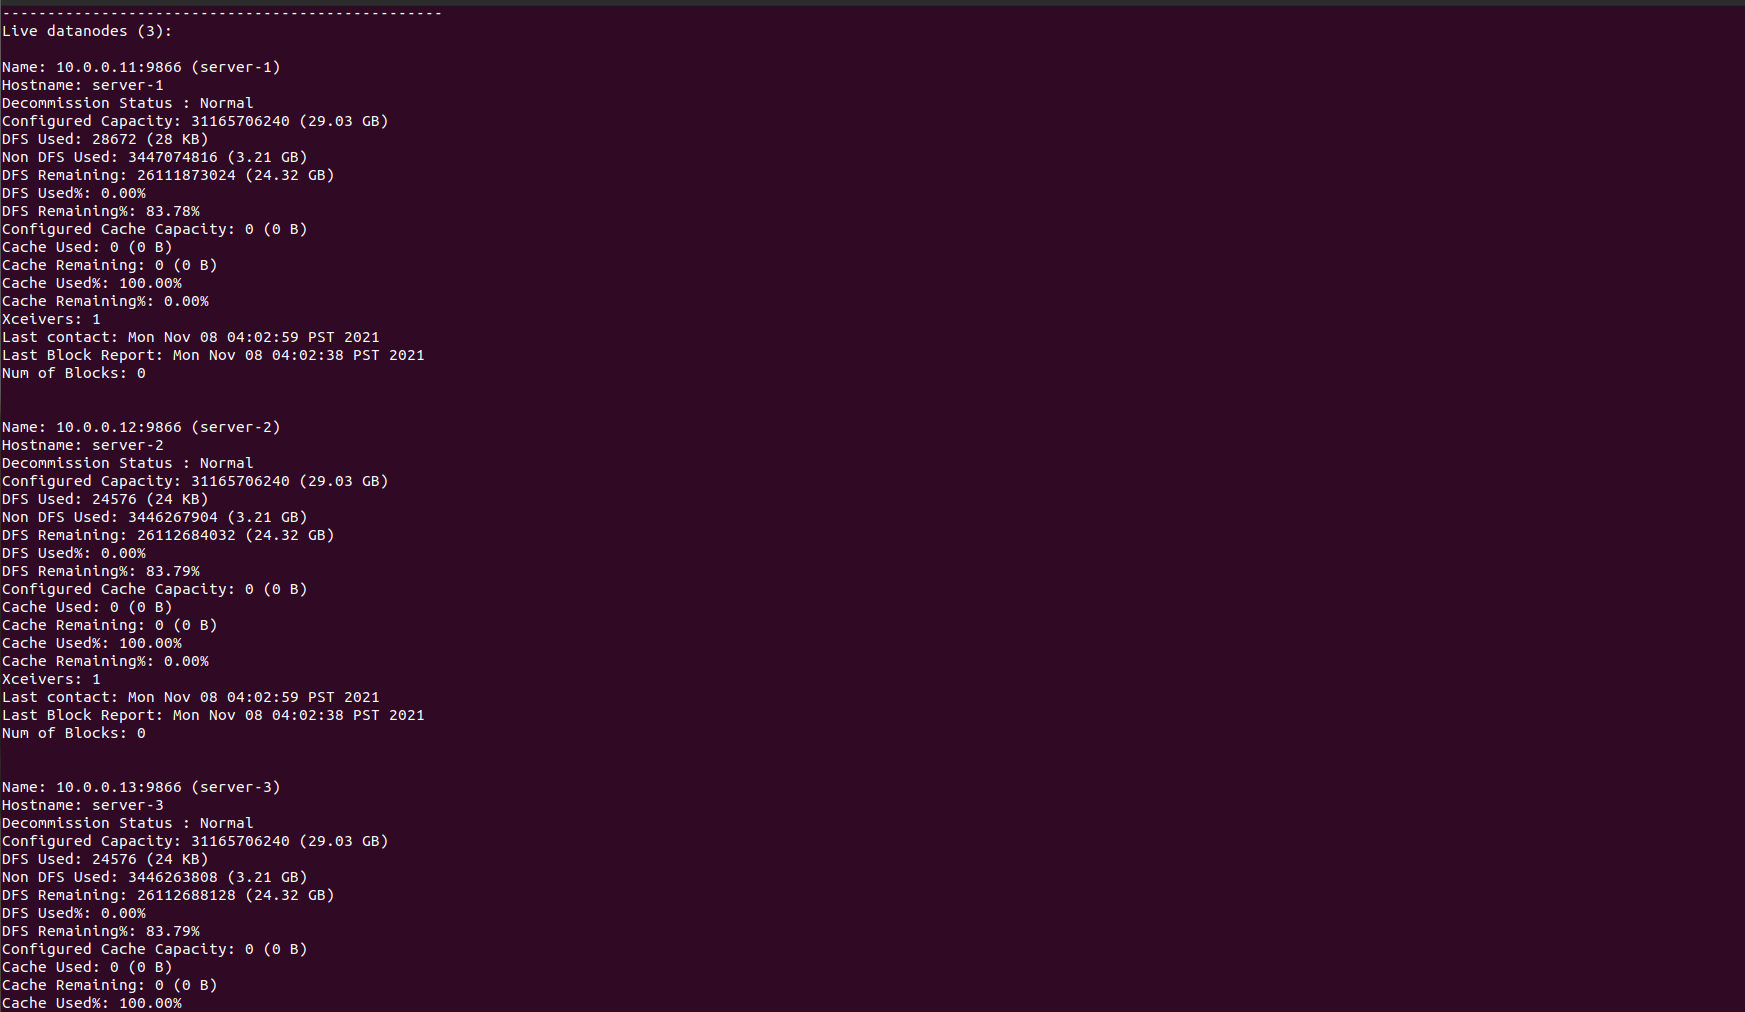 -------------------------------------------------
Live datanodes (3):
Name: 10.0.0.11:9866 (server-1)
Hostname: server-1
Decommission Status : Normal
Configured Capacity: 31165706240 (29.03 GB)
DFS Used: 28672 (28 KB)
Non DFS Used: 3447074816 (3.21 GB)
DFS Remaining: 26111873024 (24.32 GB)
DFS Used%: 0.00%
DFS Remaining%: 83.78%
Configured Cache Capacity: 0 (0 B)
Cache Used: 0 (0 B)
Cache Remaining: 0 (0 B)
Cache Used%: 100.00%
Cache Remaining%: 0.00%
Xceivers: 1
Last contact: Mon Nov 08 04:02:59 PST 2021
Last Block Report: Mon Nov 08 04:02:38 PST 2021
Num of Blocks: 0
Name: 10.0.0.12:9866 (server-2)
Hostname: server-2
Decommission Status : Normal
Configured Capacity: 31165706240 (29.03 GB)
DFS Used: 24576 (24 KB)
Non DFS Used: 3446267904 (3.21 GB)
DFS Remaining: 26112684032 (24.32 GB)
DFS Used%: 0.00%
DFS Remaining%: 83.79%
Configured Cache Capacity: 0 (0 B)
Cache Used: 0 (0 B)
Cache Remaining: 0 (0 B)
Cache Used%: 100.00%
Cache Remaining%: 0.00%
Xceivers: 1
Last contact: Mon Nov 08 04:02:59 PST 2021
Last Block Report: Mon Nov 08 04:02:38 PST 2021
Num of Blocks: 0
Name: 10.0.0.13:9866 (server-3)
Hostname: server-3
Decommission Status : Normal
Configured Capacity: 31165706240 (29.03 GB)
DFS Used: 24576 (24 KB)
Non DFS Used: 3446263808 (3.21 GB)
DFS Remaining: 26112688128 (24.32 GB)
DFS Used%: 0.00%
DFS Remaining%: 83.79%
Configured Cache Capacity: 0 (0 B)
Cache Used: 0 (0 B)
Cache Remaining: 0 (0 B)
Cache Used%: 100.00%